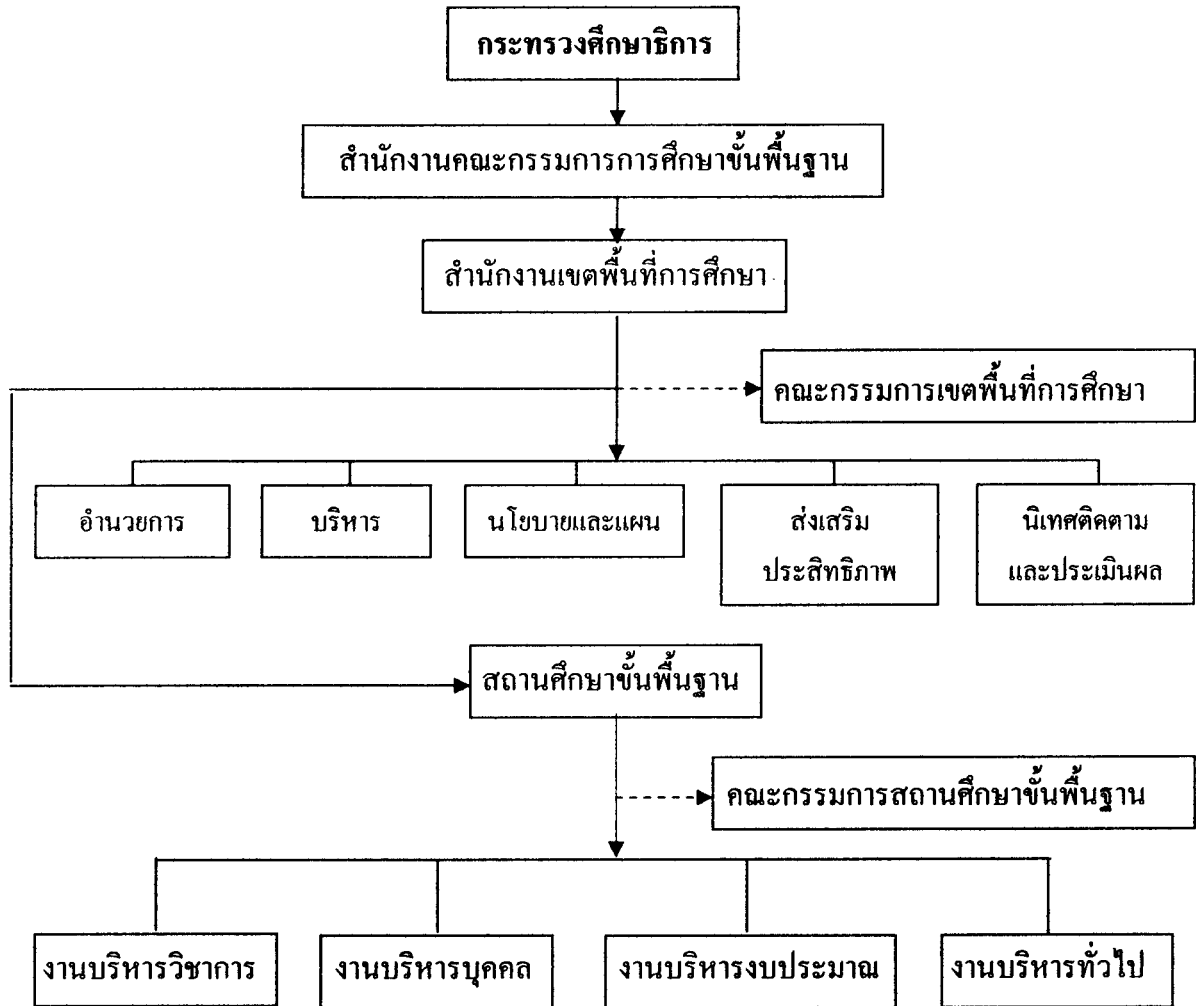 กระทรวงศึกษาธิการ
สำนักงานคณะกรรมการการศึกษาขั้นพื้นฐาน
สำนักงานเขตพื้นที่การศึกษา
คณะกรรมการเขตพื้นที่การศึกษา
อำนวยการ
บริหาร
นโยบายและแผน
ส่งเสริม
ประสิทธิภาพ
นิเทศติดตาม
และประเมินผล
สถานศึกษาขั้นพื้นฐาน
คณะกรรมการสถานศึกษาขั้นพื้นฐาน
งานบริหารวิชาการ
งานบริหารบุคคล
งานบริหารงบประมาณ
งานบริหารทั่วไป